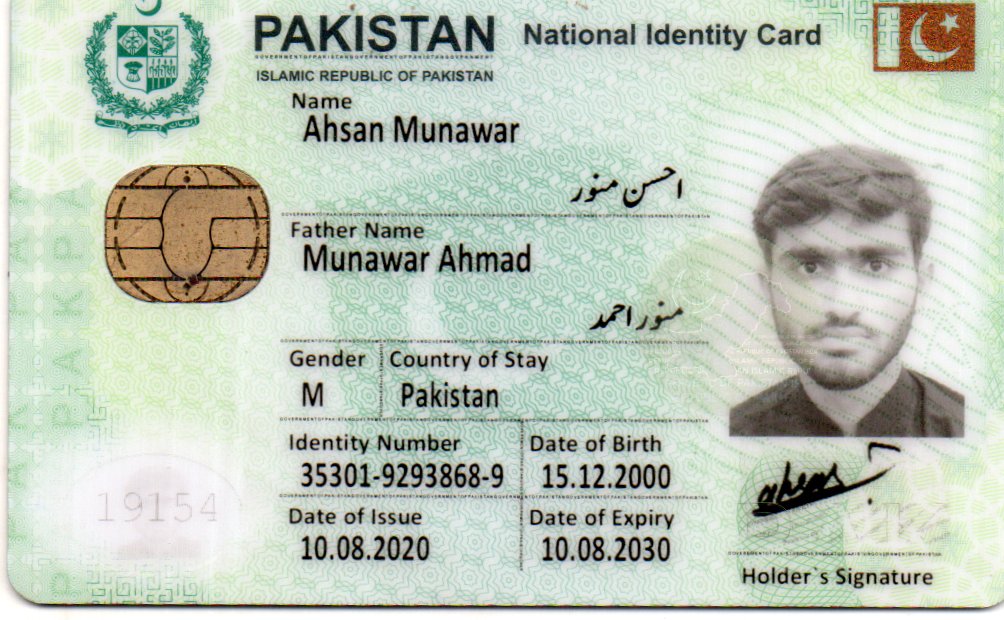 PAKISTAN National Identity Card
ISLAMIC REPUBLIC OF PAKISTAN
Name
Ahsan Munawar
احسن منور
Father Name
Munawar Ahmad
منور احمد
Gender Country of Stay
M Pakistan
Identity Number Date of Birth
35301-9293868-9 15.12.2000
Date of Issue Date of Expiry
10.08.2020 10.08.2030
19154
Holder`s Signature